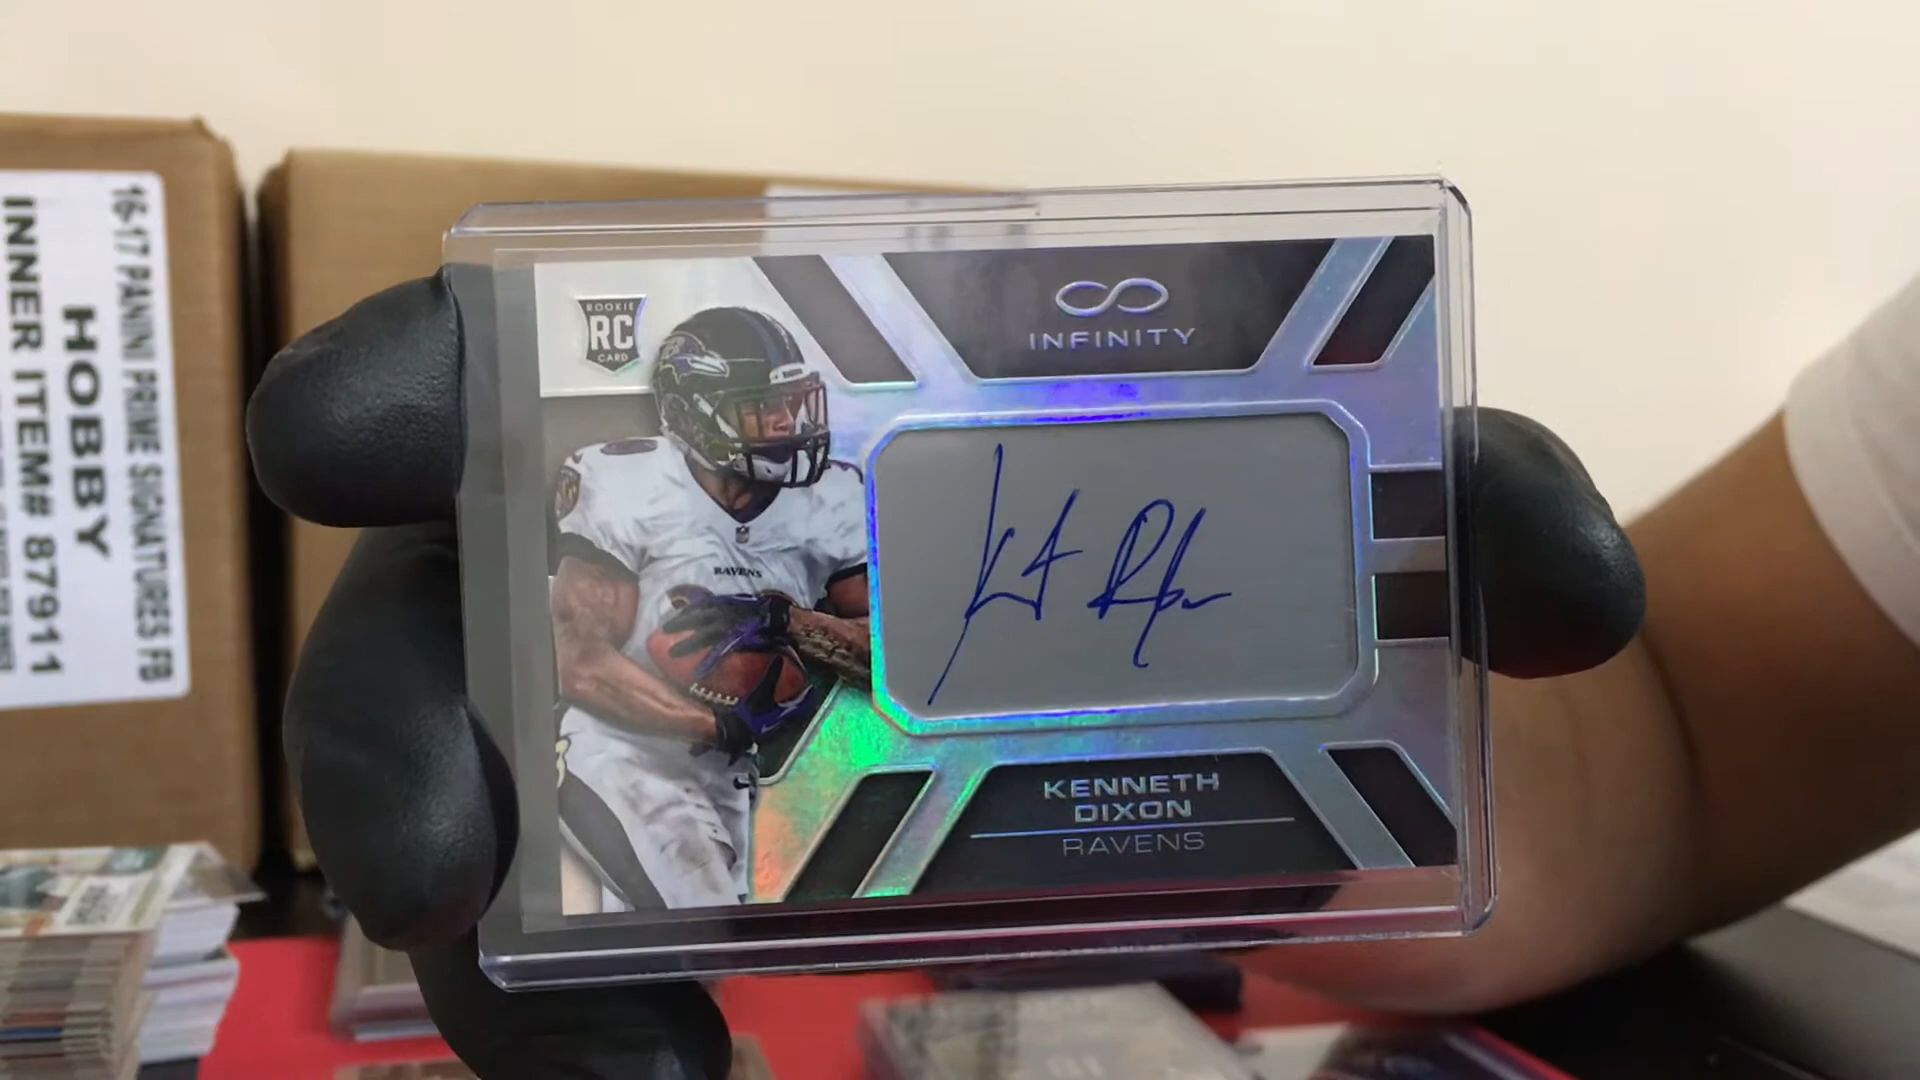 16-17 PANINI PRIME SIGNATURES FB
HOBBY
INNER ITEM# 87911
ROOKIE
RC
CARD
INFINITY
RAVENS
KENNETH
DIXON
RAVENS